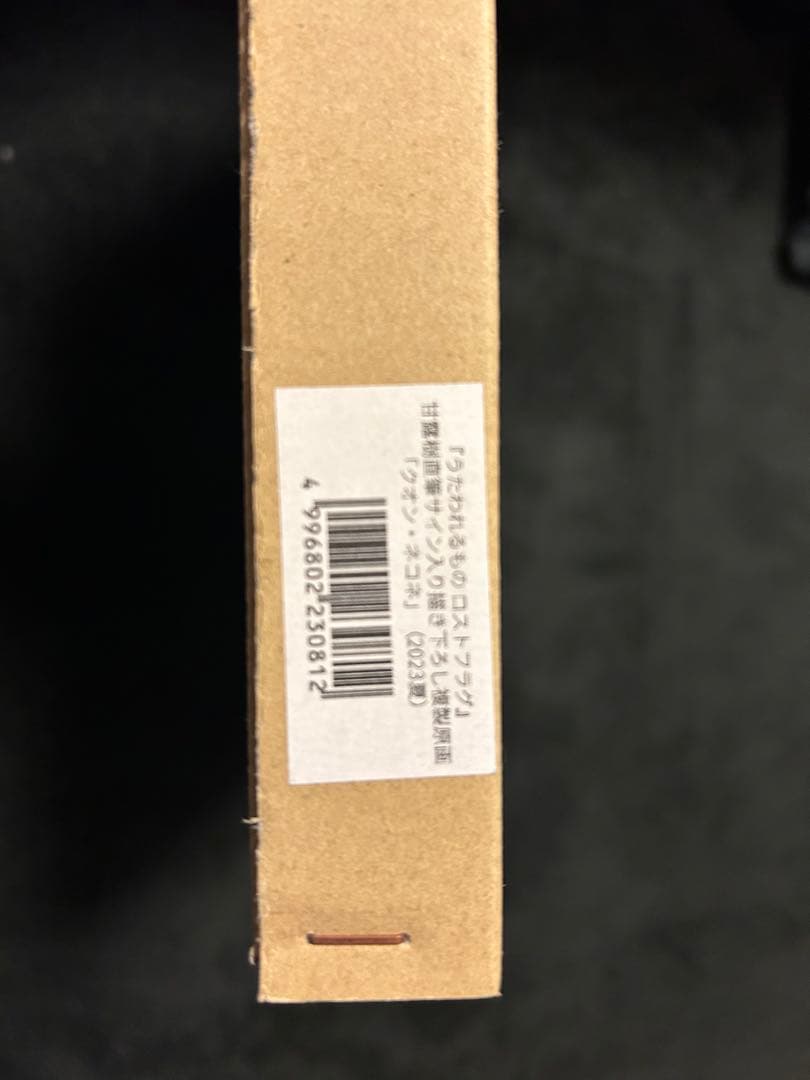 『うたわれるもの ロストフラグ』
甘露樹直筆サイン入り描き下ろし複製原画
「クオン・ネコネ」 (2023夏)
4 996802 230812